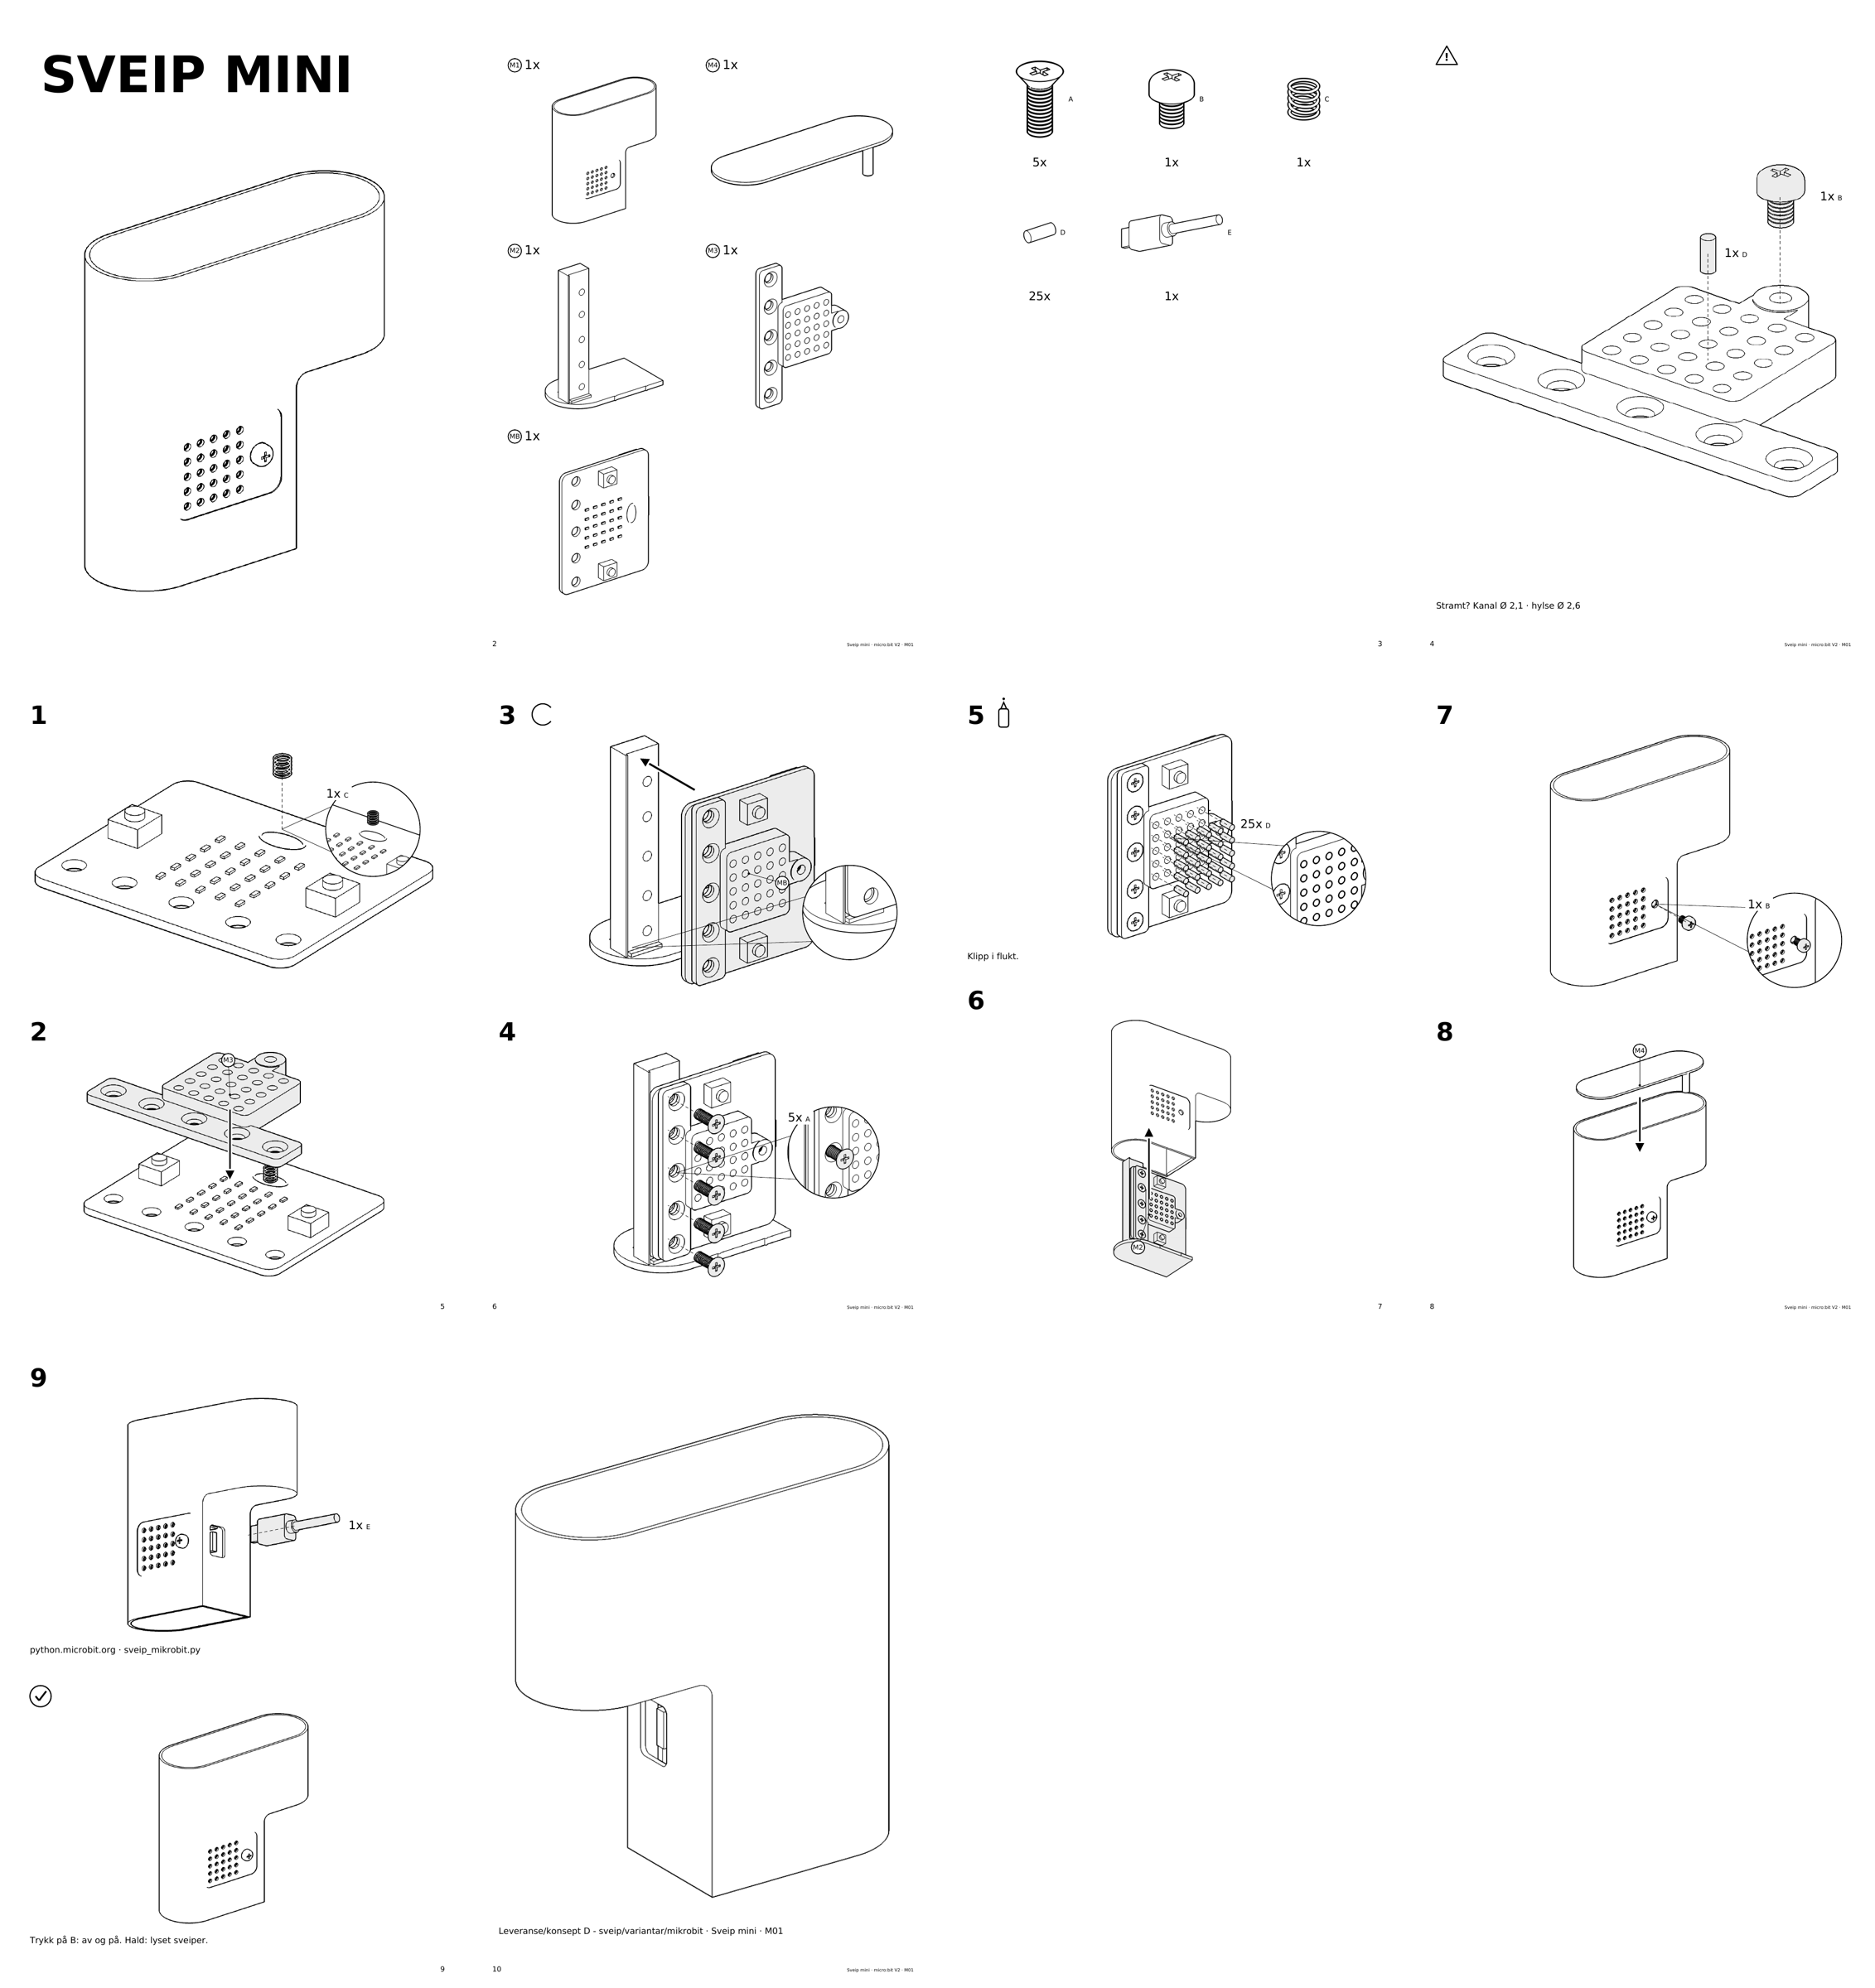 SVEIP MINI
M1 1x
M4 1x
M2 1x
M3 1x
MB 1x
2
Sveip mini · micro:bit V2 · M01
A
B
C
5x
1x
1x
D
E
25x
1x
3
1x B
1x D
Stramt? Kanal Ø 2,1 · hylse Ø 2,6
4
Sveip mini · micro:bit V2 · M01
1
1x C
2
M3
5
3
MB
4
5x A
6
Sveip mini · micro:bit V2 · M01
5
25x D
Klipp i flukt.
6
M2
7
7
1x B
8
M4
8
Sveip mini · micro:bit V2 · M01
9
1x E
python.microbit.org · sveip_mikrobit.py
Trykk på B: av og på. Hald: lyset sveiper.
9
Leveranse/konsept D - sveip/variantar/mikrobit · Sveip mini · M01
10
Sveip mini · micro:bit V2 · M01